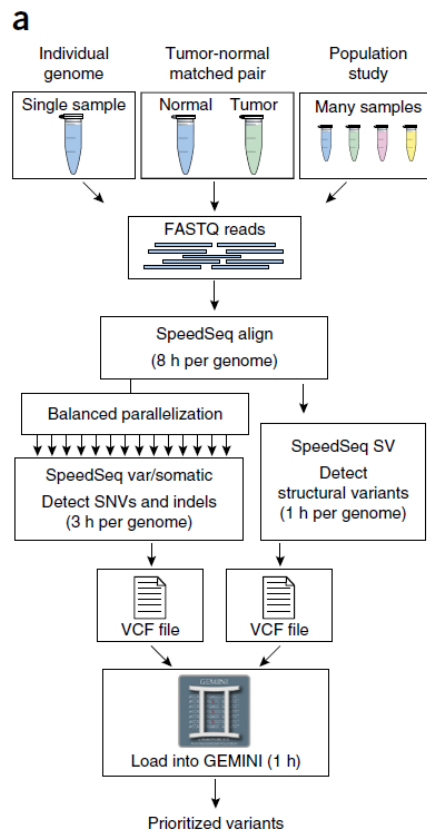 a
Individual genome
Tumor-normal matched pair
Population study
Single sample
Normal Tumor
Many samples
FASTQ reads
SpeedSeq align
(8 h per genome)
Balanced parallelization
SpeedSeq var/somatic
Detect SNVs and indels
(3 h per genome)
SpeedSeq SV
Detect
structural variants
(1 h per genome)
VCF file
VCF file
GEMINI
Load into GEMINI (1 h)
Prioritized variants